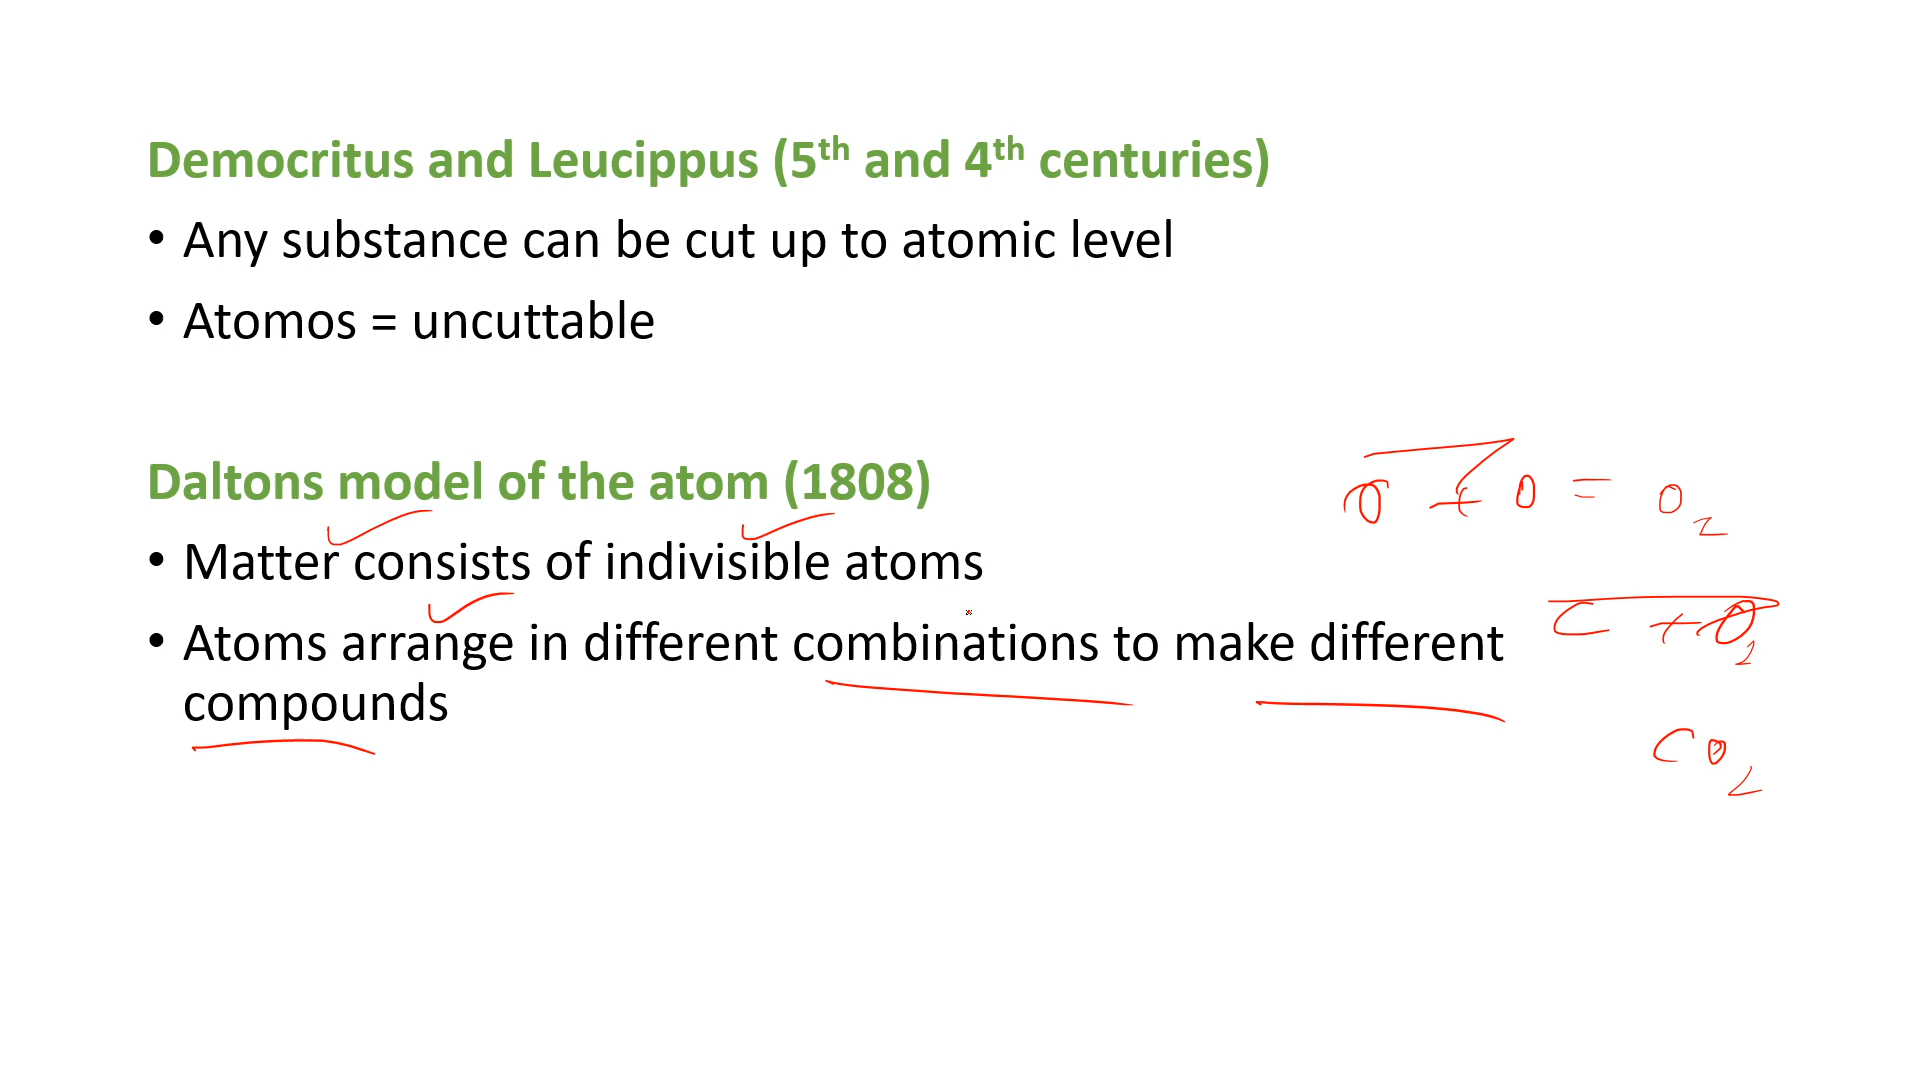 Democritus and Leucippus (5th and 4th centuries)
• Any substance can be cut up to atomic level
• Atomos = uncuttable
Daltons model of the atom (1808)
O + O = O2
• Matter consists of indivisible atoms
• Atoms arrange in different combinations to make different
compounds
C + O2
CO2